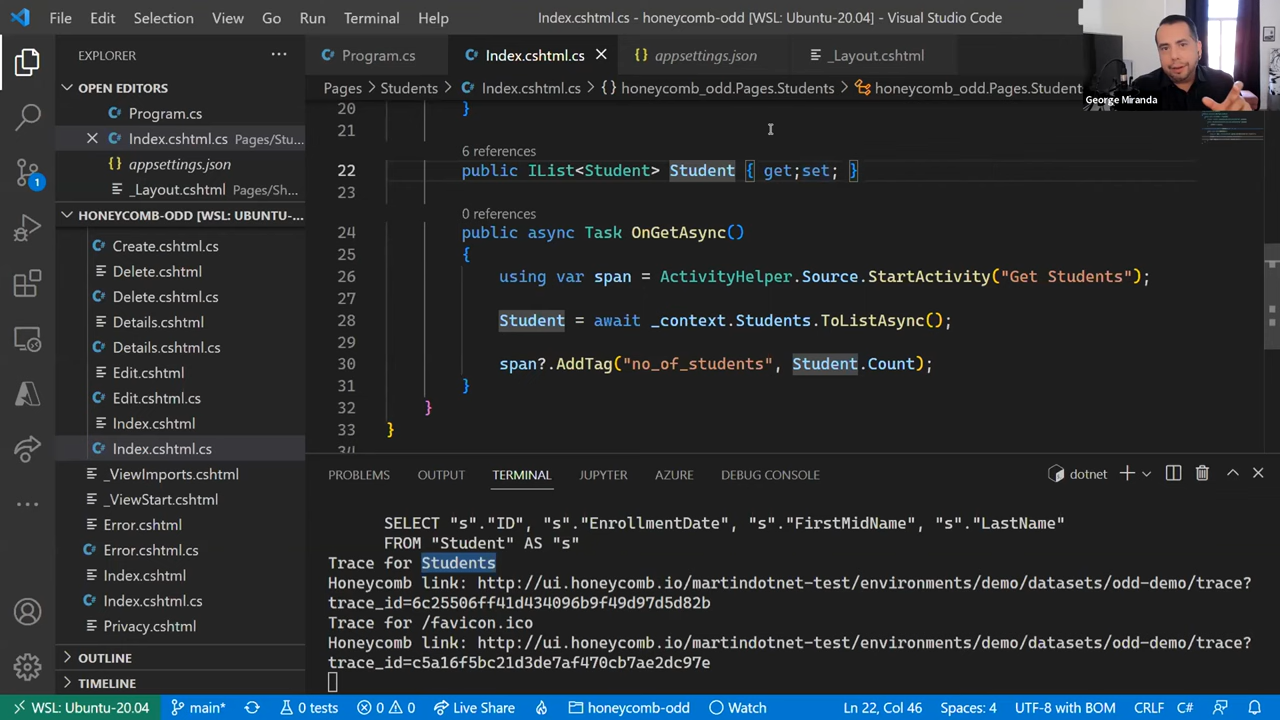 File Edit Selection View Go Run Terminal Help
Index.cshtml.cs - honeycomb-odd [WSL: Ubuntu-20.04] - Visual Studio Code
George Miranda
EXPLORER ···
OPEN EDITORS
Program.cs
Index.cshtml.cs Pages/Stu...
appsettings.json
_Layout.cshtml Pages/Sh...
HONEYCOMB-ODD [WSL: UBUNTU-...
Create.cshtml.cs
Delete.cshtml
Delete.cshtml.cs
Details.cshtml
Details.cshtml.cs
Edit.cshtml
Edit.cshtml.cs
Index.cshtml
Index.cshtml.cs
_ViewImports.cshtml
_ViewStart.cshtml
Error.cshtml
Error.cshtml.cs
Index.cshtml
Index.cshtml.cs
Privacy.cshtml
OUTLINE
TIMELINE
1
Program.cs Index.cshtml.cs appsettings.json _Layout.cshtml
Pages > Students > Index.cshtml.cs > {} honeycomb_odd.Pages.Students > honeycomb_odd.Pages.Students
20 }
21
6 references
22 public IList<Student> Student { get;set; }
23
0 references
24 public async Task OnGetAsync()
25 {
26 using var span = ActivityHelper.Source.StartActivity("Get Students");
27
28 Student = await _context.Students.ToListAsync();
29
30 span?.AddTag("no_of_students", Student.Count);
31 }
32 }
33 }
34
PROBLEMS OUTPUT TERMINAL JUPYTER AZURE DEBUG CONSOLE dotnet
SELECT "s"."ID", "s"."EnrollmentDate", "s"."FirstMidName", "s"."LastName"
FROM "Student" AS "s"
Trace for Students
Honeycomb link: http://ui.honeycomb.io/martindotnet-test/environments/demo/datasets/odd-demo/trace?
trace_id=6c25506ff41d434096b9f49d97d5d82b
Trace for /favicon.ico
Honeycomb link: http://ui.honeycomb.io/martindotnet-test/environments/demo/datasets/odd-demo/trace?
trace_id=c5a16f5bc21d3de7af470cb7ae2dc97e
WSL: Ubuntu-20.04 main* 0 tests 0 0 Live Share honeycomb-odd Watch Ln 22, Col 46 Spaces: 4 UTF-8 with BOM CRLF C#